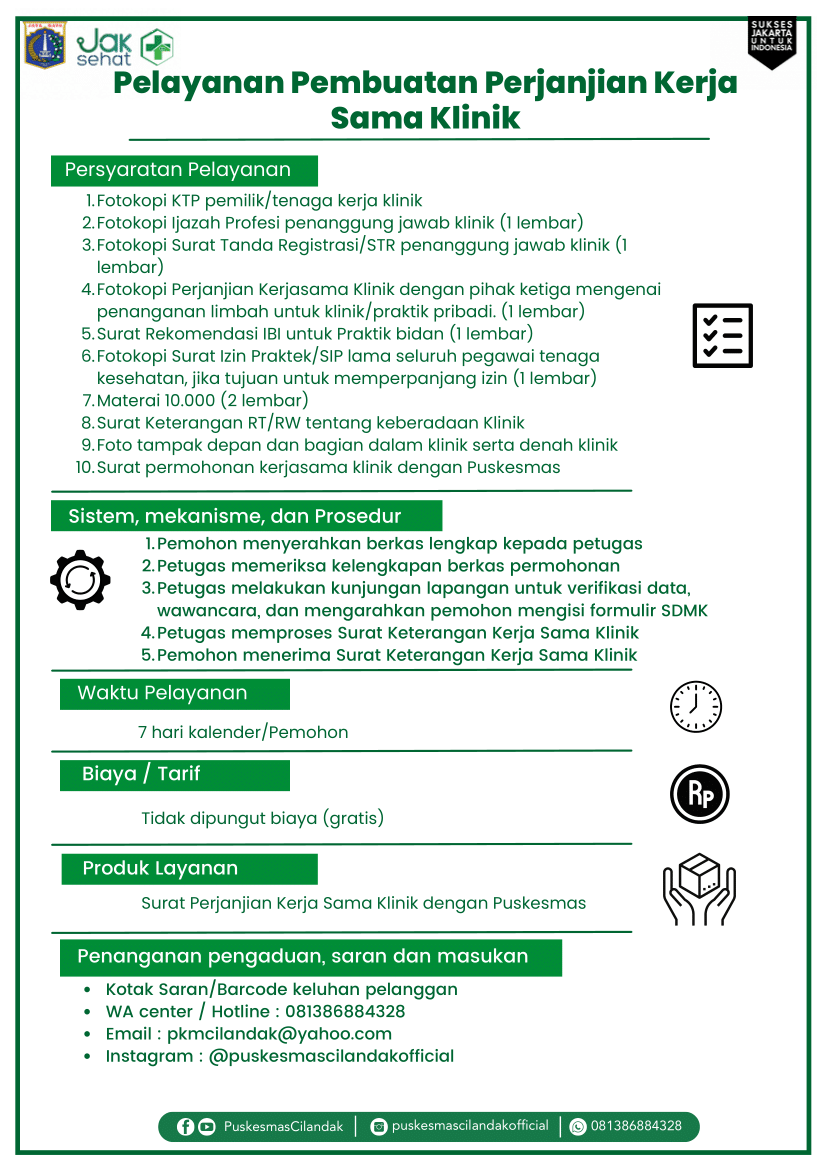 JAYA RAYA
Jak
sehat
SUKSES
JAKARTA
UNTUK
INDONESIA
Pelayanan Pembuatan Perjanjian Kerja
Sama Klinik
Persyaratan Pelayanan
1. Fotokopi KTP pemilik/tenaga kerja klinik
2. Fotokopi Ijazah Profesi penanggung jawab klinik (1 lembar)
3. Fotokopi Surat Tanda Registrasi/STR penanggung jawab klinik (1
lembar)
4. Fotokopi Perjanjian Kerjasama Klinik dengan pihak ketiga mengenai
penanganan limbah untuk klinik/praktik pribadi. (1 lembar)
5. Surat Rekomendasi IBI untuk Praktik bidan (1 lembar)
6. Fotokopi Surat Izin Praktek/SIP lama seluruh pegawai tenaga
kesehatan, jika tujuan untuk memperpanjang izin (1 lembar)
7. Materai 10.000 (2 lembar)
8. Surat Keterangan RT/RW tentang keberadaan Klinik
9. Foto tampak depan dan bagian dalam klinik serta denah klinik
10. Surat permohonan kerjasama klinik dengan Puskesmas
Sistem, mekanisme, dan Prosedur
1. Pemohon menyerahkan berkas lengkap kepada petugas
2. Petugas memeriksa kelengkapan berkas permohonan
3. Petugas melakukan kunjungan lapangan untuk verifikasi data,
wawancara, dan mengarahkan pemohon mengisi formulir SDMK
4. Petugas memproses Surat Keterangan Kerja Sama Klinik
5. Pemohon menerima Surat Keterangan Kerja Sama Klinik
Waktu Pelayanan
7 hari kalender/Pemohon
Biaya / Tarif
Rp
Tidak dipungut biaya (gratis)
Produk Layanan
Surat Perjanjian Kerja Sama Klinik dengan Puskesmas
Penanganan pengaduan, saran dan masukan
• Kotak Saran/Barcode keluhan pelanggan
• WA center / Hotline : 081386884328
• Email : pkmcilandak@yahoo.com
• Instagram : @puskesmascilandakofficial
PuskesmasCilandak | puskesmascilandakofficial | 081386884328